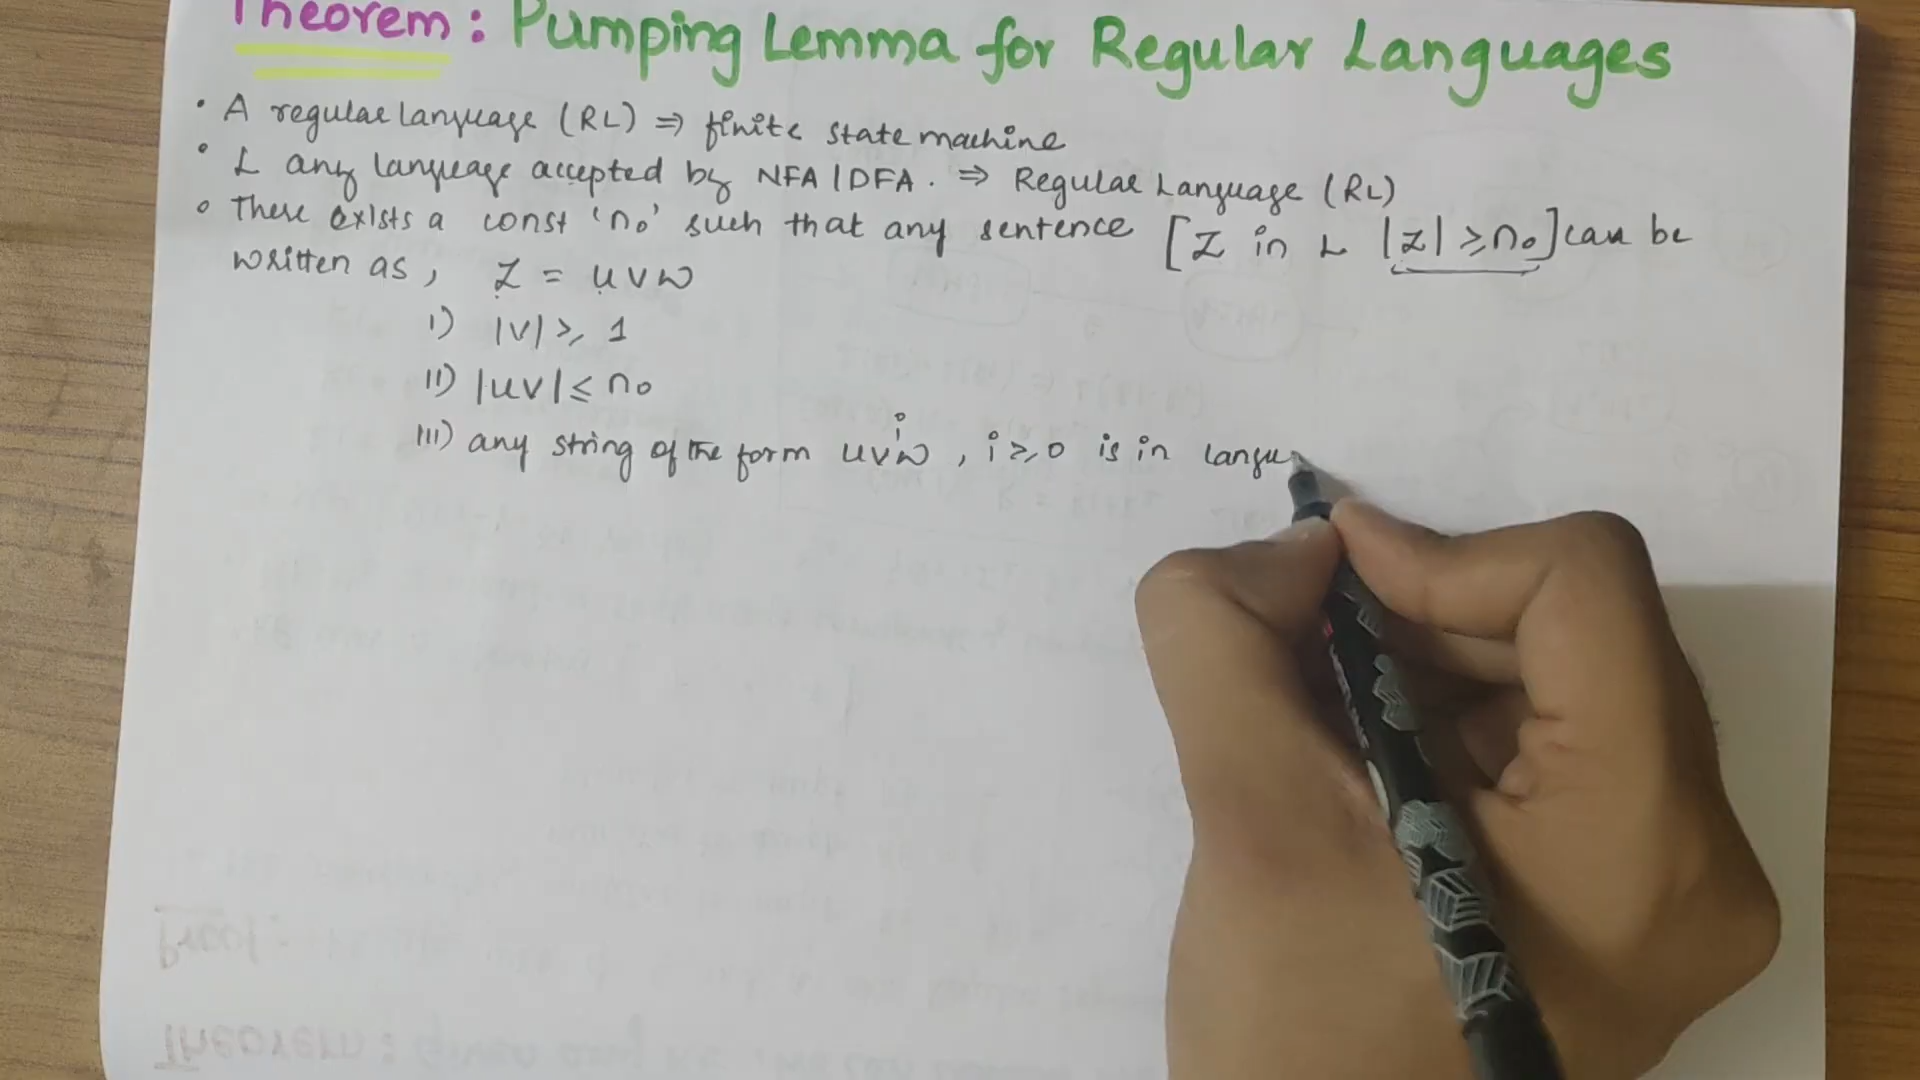 Theorem : Pumping Lemma for Regular Languages
• A regular language (RL) ⇒ finite state machine
• L any language accepted by NFA | DFA . ⇒ Regular Language (RL)
• There exists a const 'n₀' such that any sentence [Z in L |z| ≥ n₀] can be
written as, Z = uvw
i) |v| ≥ 1
ii) |uv| ≤ n₀
iii) any string of the form uvⁱw , i ≥ 0 is in langu